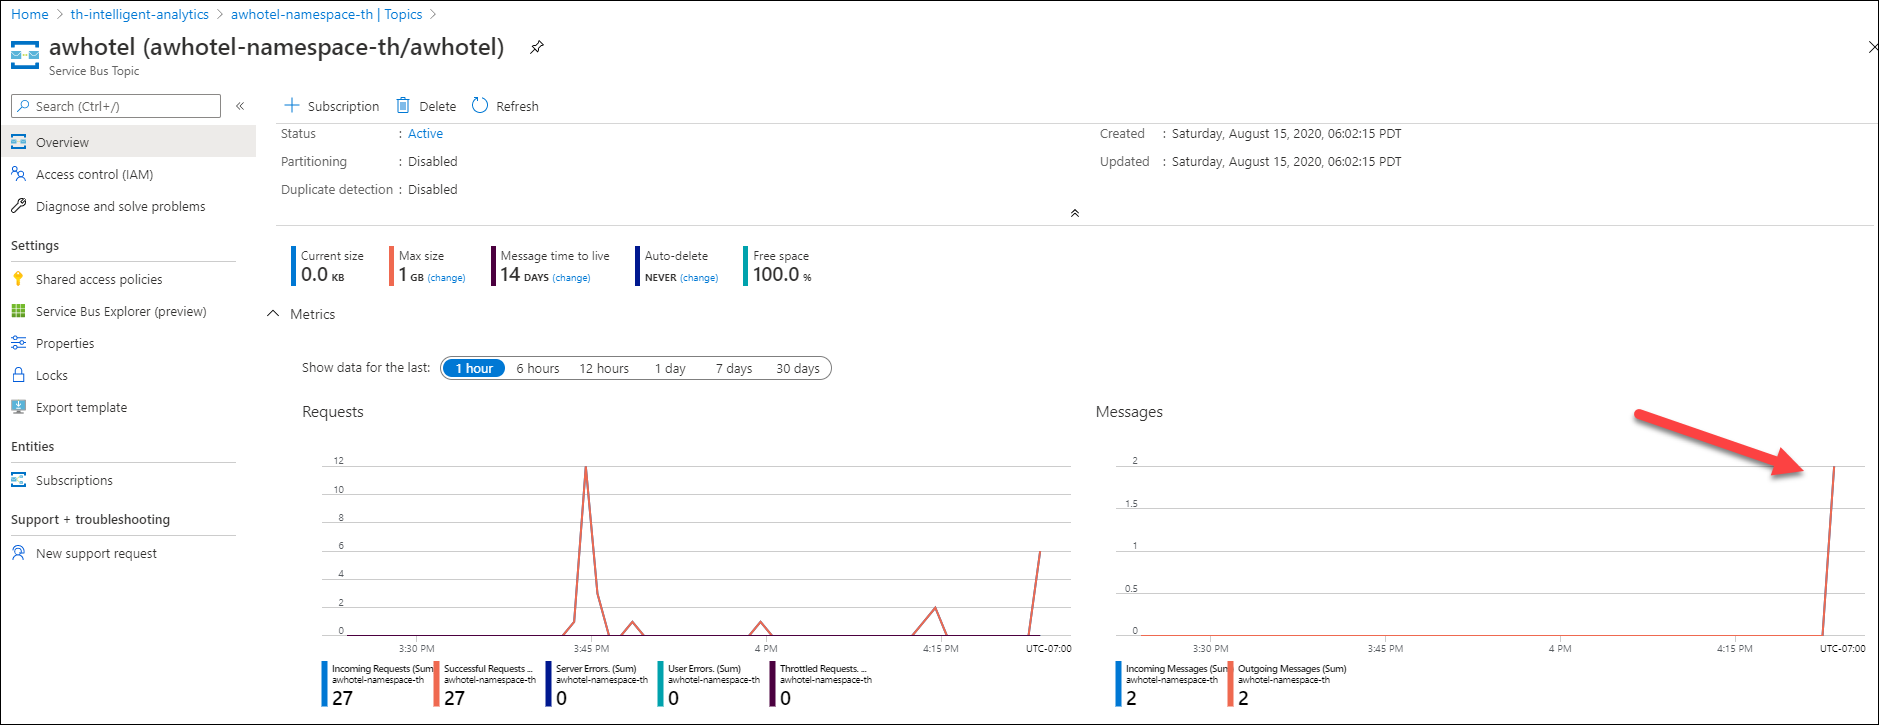 Home > th-intelligent-analytics > awhotel-namespace-th | Topics >
awhotel (awhotel-namespace-th/awhotel)
Service Bus Topic
Search (Ctrl+/)
«
Overview
Access control (IAM)
Diagnose and solve problems
Settings
Shared access policies
Service Bus Explorer (preview)
Properties
Locks
Export template
Entities
Subscriptions
Support + troubleshooting
New support request
Subscription Delete Refresh
Status : Active
Partitioning : Disabled
Duplicate detection : Disabled
Created : Saturday, August 15, 2020, 06:02:15 PDT
Updated : Saturday, August 15, 2020, 06:02:15 PDT
Current size
0.0 KB
Max size
1 GB (change)
Message time to live
14 DAYS (change)
Auto-delete
NEVER (change)
Free space
100.0 %
Metrics
Show data for the last: 1 hour 6 hours 12 hours 1 day 7 days 30 days
Requests
12
10
8
6
4
2
0
3:30 PM 3:45 PM 4 PM 4:15 PM UTC-07:00
Incoming Requests (Sum
awhotel-namespace-th
27
Successful Requests ...
awhotel-namespace-th
27
Server Errors. (Sum)
awhotel-namespace-th
0
User Errors. (Sum)
awhotel-namespace-th
0
Throttled Requests. ...
awhotel-namespace-th
0
Messages
2
1.5
1
0.5
0
3:30 PM 3:45 PM 4 PM 4:15 PM UTC-07:00
Incoming Messages (Sum
awhotel-namespace-th
2
Outgoing Messages (Sum)
awhotel-namespace-th
2